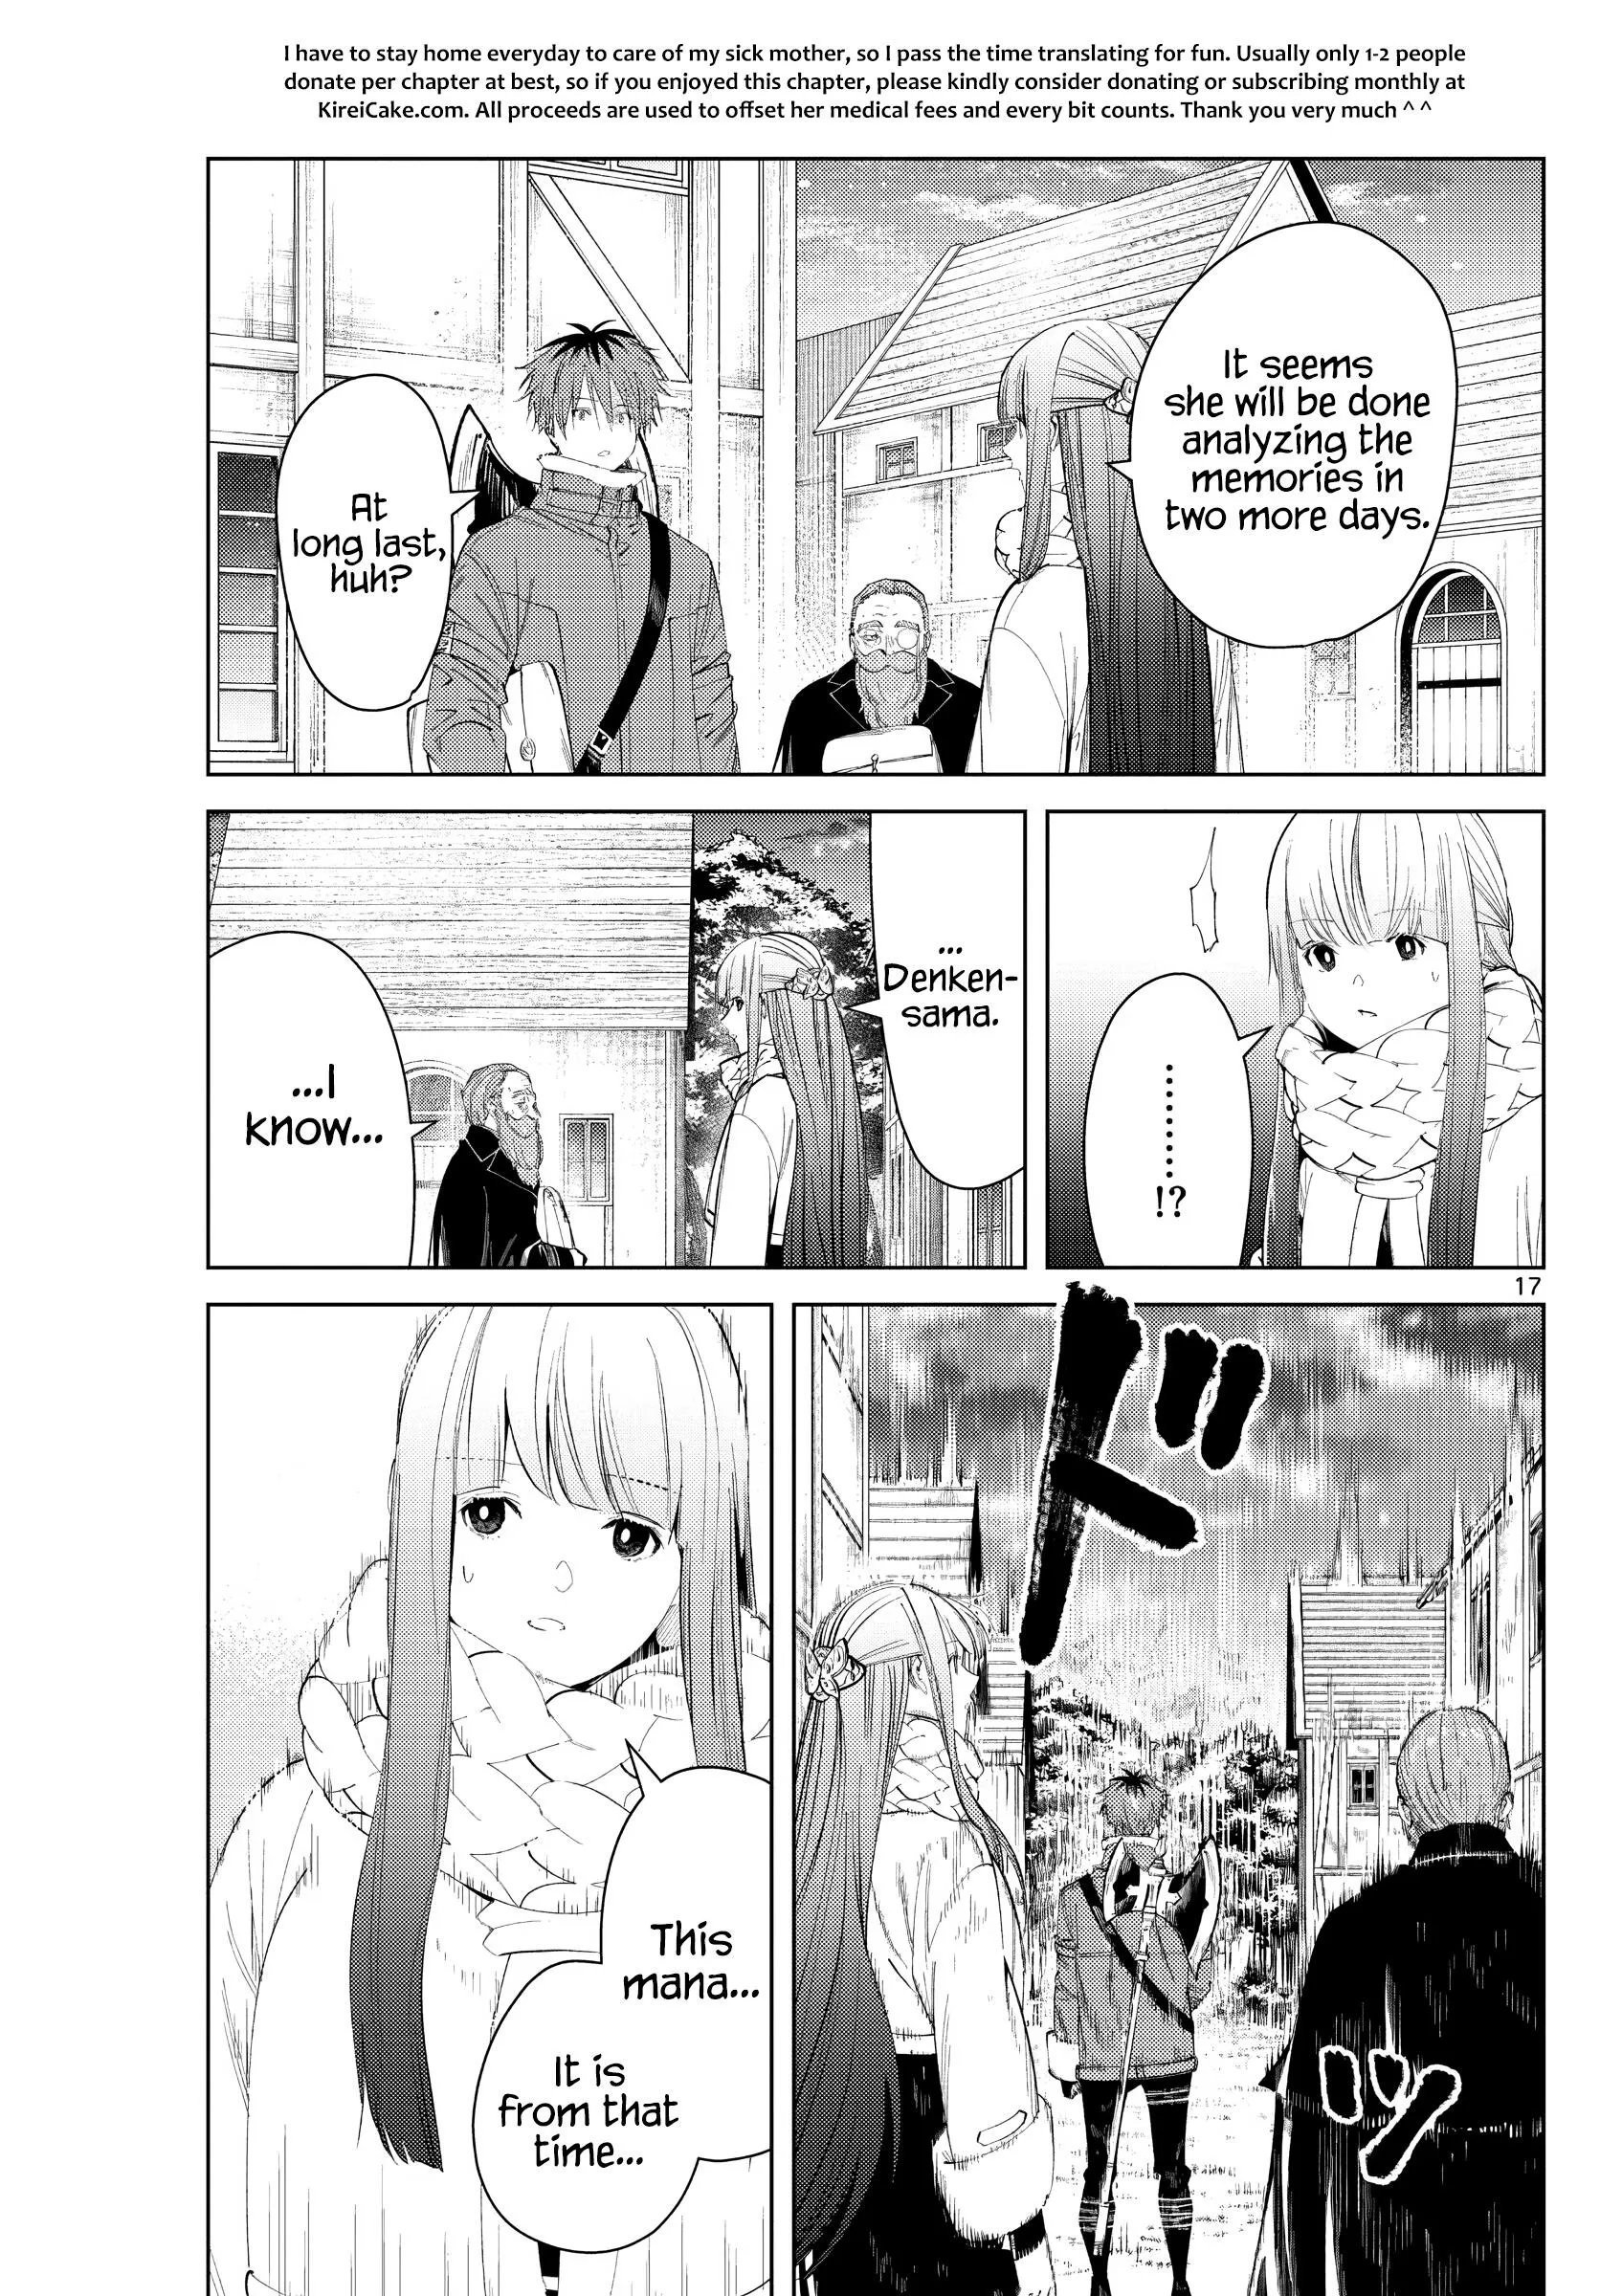 I have to stay home everyday to care of my sick mother, so I pass the time translating for fun. Usually only 1-2 people
donate per chapter at best, so if you enjoyed this chapter, please kindly consider donating or subscribing monthly at
KireiCake.com. All proceeds are used to offset her medical fees and every bit counts. Thank you very much ^ ^
It seems
she will be done
analyzing the
memories in
two more days.
At
long last,
huh?
.........
!?
...
Denken-
sama.
...I
know...
17
ドッ
This
mana...
It is
from that
time...